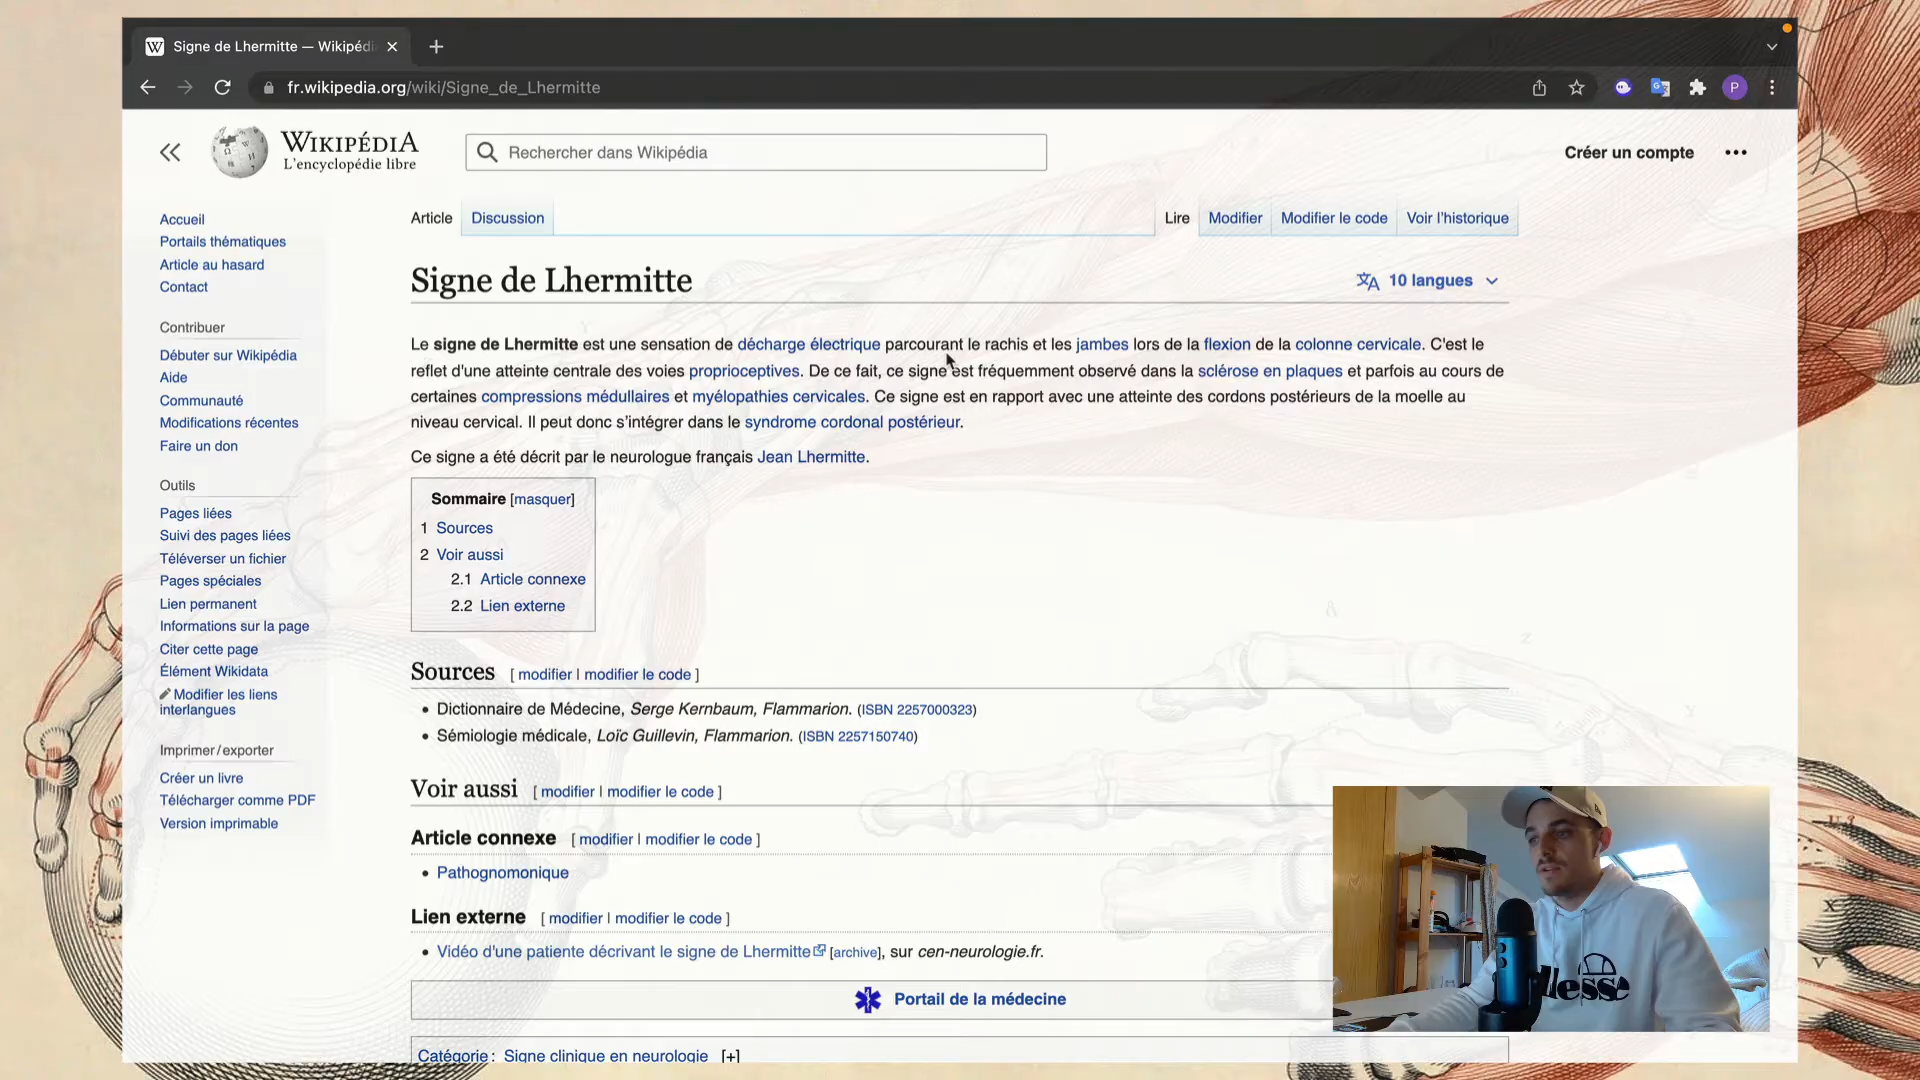 Signe de Lhermitte — Wikipédi
fr.wikipedia.org/wiki/Signe_de_Lhermitte
P
WIKIPÉDIA
L'encyclopédie libre
Rechercher dans Wikipédia
Créer un compte
Accueil
Portails thématiques
Article au hasard
Contact
Contribuer
Débuter sur Wikipédia
Aide
Communauté
Modifications récentes
Faire un don
Outils
Pages liées
Suivi des pages liées
Téléverser un fichier
Pages spéciales
Lien permanent
Informations sur la page
Citer cette page
Élément Wikidata
Modifier les liens
interlangues
Imprimer/exporter
Créer un livre
Télécharger comme PDF
Version imprimable
Article Discussion Lire Modifier Modifier le code Voir l'historique
Signe de Lhermitte
10 langues
Le signe de Lhermitte est une sensation de décharge électrique parcourant le rachis et les jambes lors de la flexion de la colonne cervicale. C'est le
reflet d'une atteinte centrale des voies proprioceptives. De ce fait, ce signe est fréquemment observé dans la sclérose en plaques et parfois au cours de
certaines compressions médullaires et myélopathies cervicales. Ce signe est en rapport avec une atteinte des cordons postérieurs de la moelle au
niveau cervical. Il peut donc s'intégrer dans le syndrome cordonal postérieur.
Ce signe a été décrit par le neurologue français Jean Lhermitte.
Sommaire [masquer]
1 Sources
2 Voir aussi
2.1 Article connexe
2.2 Lien externe
Sources [ modifier | modifier le code ]
• Dictionnaire de Médecine, Serge Kernbaum, Flammarion. (ISBN 2257000323)
• Sémiologie médicale, Loïc Guillevin, Flammarion. (ISBN 2257150740)
Voir aussi [ modifier | modifier le code ]
Article connexe [ modifier | modifier le code ]
• Pathognomonique
Lien externe [ modifier | modifier le code ]
• Vidéo d'une patiente décrivant le signe de Lhermitte [archive], sur cen-neurologie.fr.
Portail de la médecine
Catégorie : Signe clinique en neurologie [+]
llesse